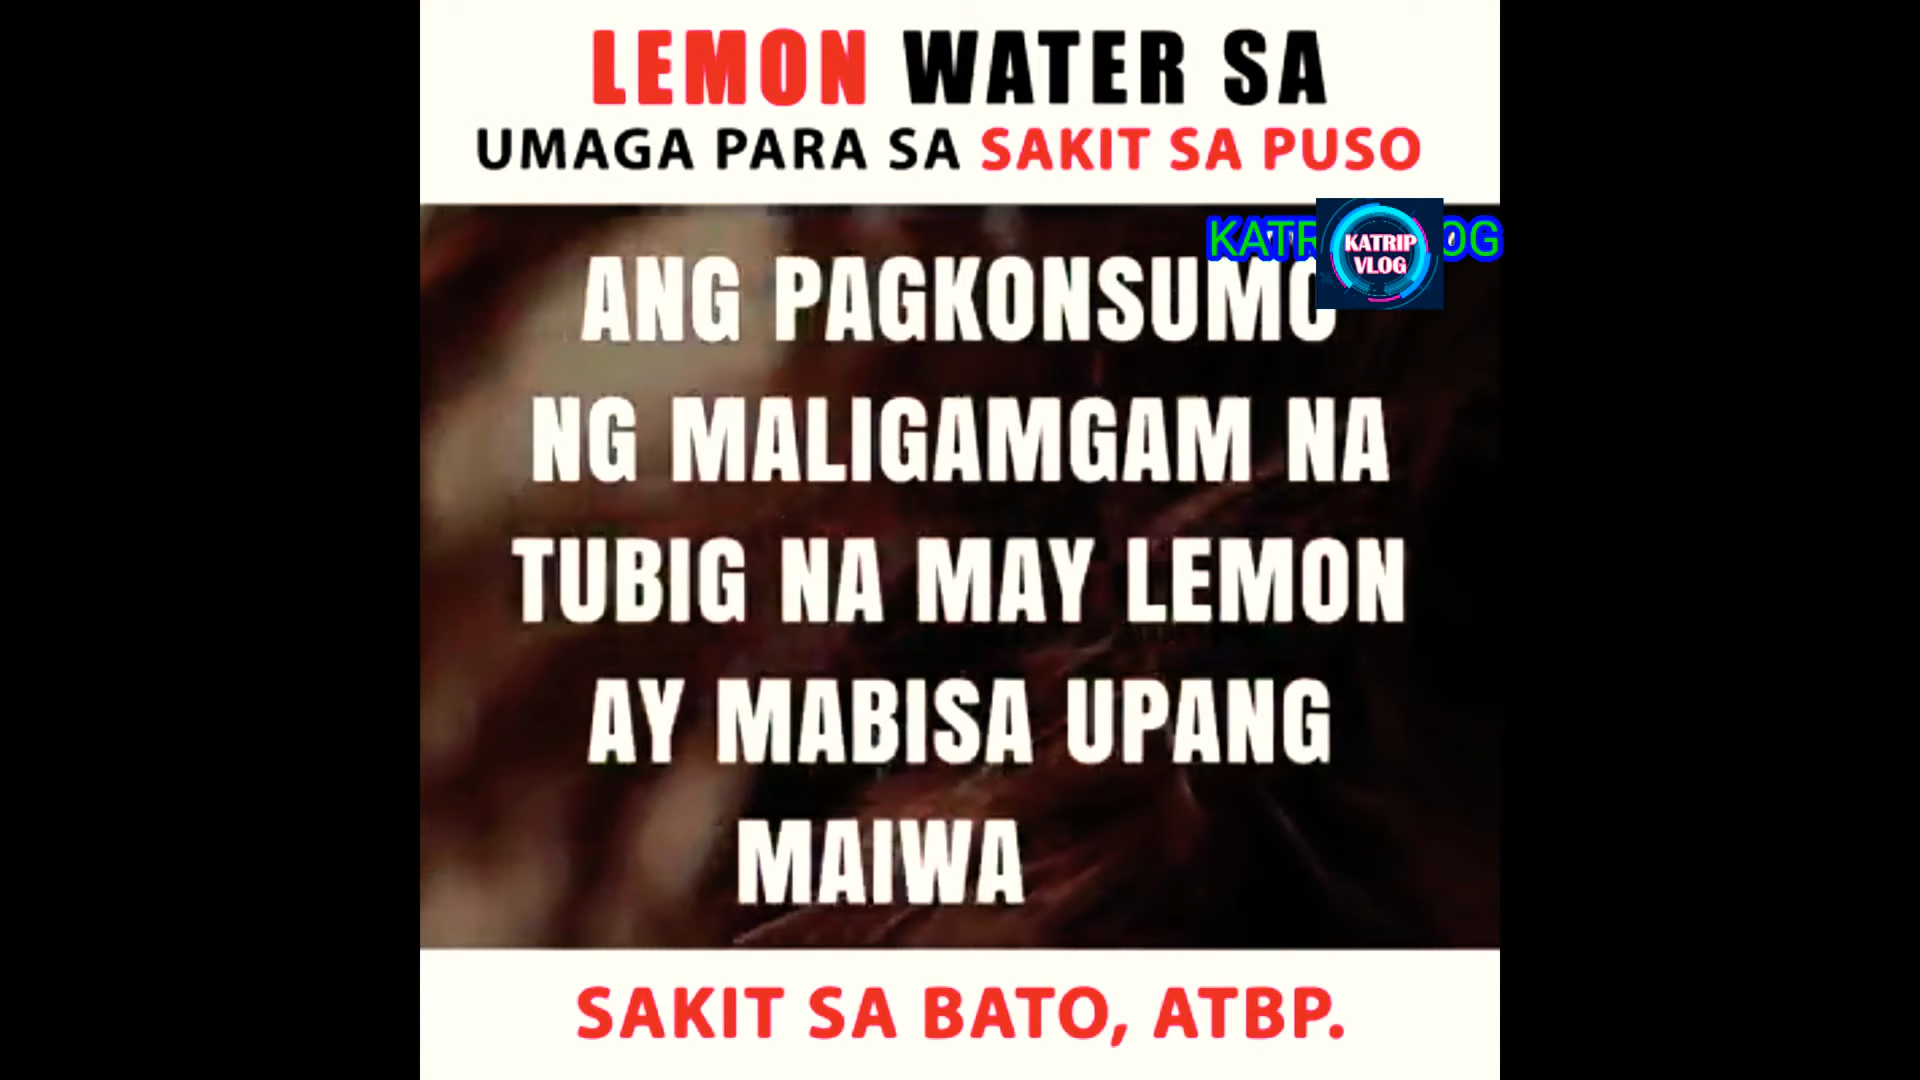 LEMON WATER SA
UMAGA PARA SA SAKIT SA PUSO
KATRIP
VLOG
ANG PAGKONSUMO
NG MALIGAMGAM NA
TUBIG NA MAY LEMON
AY MABISA UPANG
MAIWA
SAKIT SA BATO, ATBP.